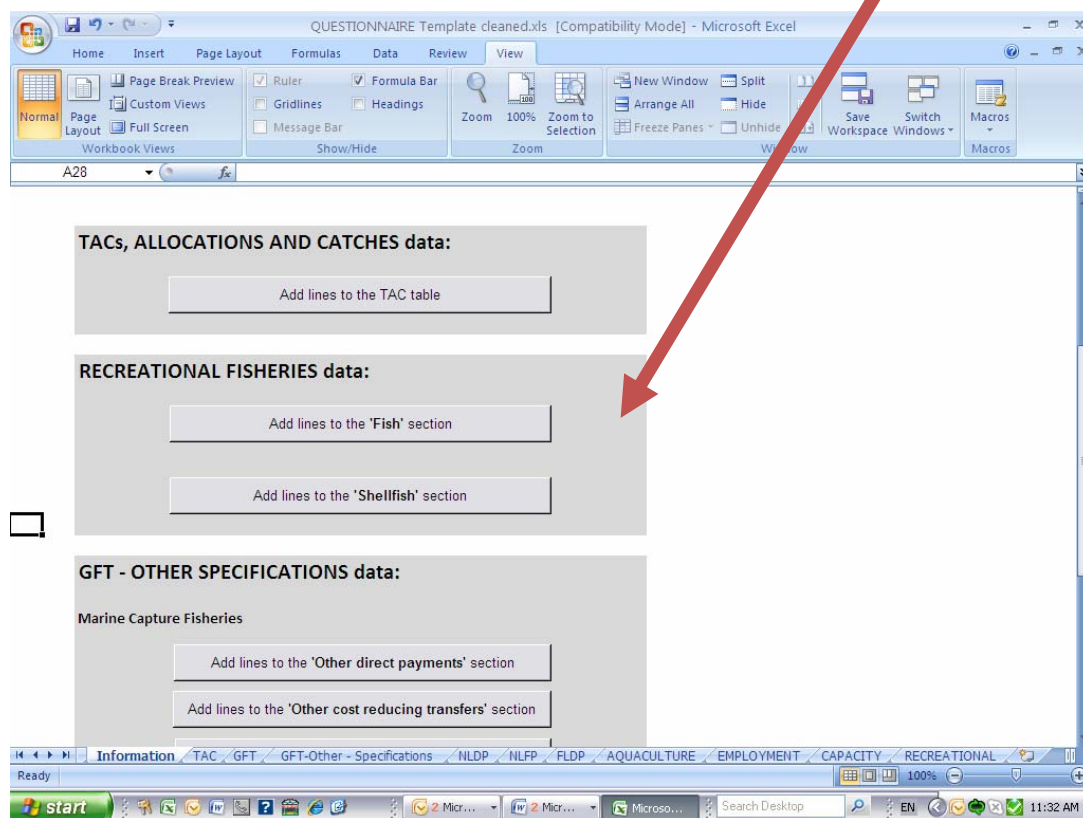 QUESTIONNAIRE Template cleaned.xls [Compatibility Mode] - Microsoft Excel
Home Insert Page Layout Formulas Data Review View
Normal
Page Layout
Page Break Preview
Custom Views
Full Screen
Workbook Views
Ruler
Gridlines
Message Bar
Formula Bar
Headings
Show/Hide
Zoom
100%
Zoom to Selection
Zoom
New Window
Arrange All
Freeze Panes
Split
Hide
Unhide
Save Workspace
Switch Windows
Macros
Macros
A28 fx
TACs, ALLOCATIONS AND CATCHES data:
Add lines to the TAC table
RECREATIONAL FISHERIES data:
Add lines to the 'Fish' section
Add lines to the 'Shellfish' section
GFT - OTHER SPECIFICATIONS data:
Marine Capture Fisheries
Add lines to the 'Other direct payments' section
Add lines to the 'Other cost reducing transfers' section
Information TAC GFT GFT-Other - Specifications NLDP NLFP FLDP AQUACULTURE EMPLOYMENT CAPACITY RECREATIONAL
Ready 100%
start 2 Micr... 2 Micr... Microso... Search Desktop EN 11:32 AM